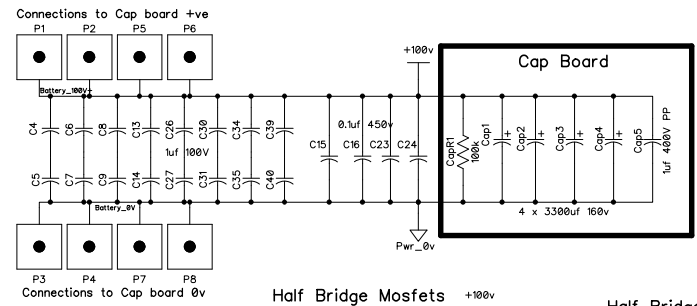 Connections to Cap board +ve
P1 P2 P5 P6
+100v
Cap Board
Battery_100V+
C4 C6 C8 C13 C26 C30 C34 C39
0.1uf 450v
1uf 100V
C15 C16 C23 C24
CapR1 100k
Cap1 + Cap2 + Cap3 + Cap4 + Cap5
1uf 400V PP
C5 C7 C9 C14 C27 C31 C35 C40
Battery_0V
4 x 3300uf 160v
Pwr_0v
P3 P4 P7 P8
Connections to Cap board 0v
Half Bridge Mosfets +100v
Half Bridg